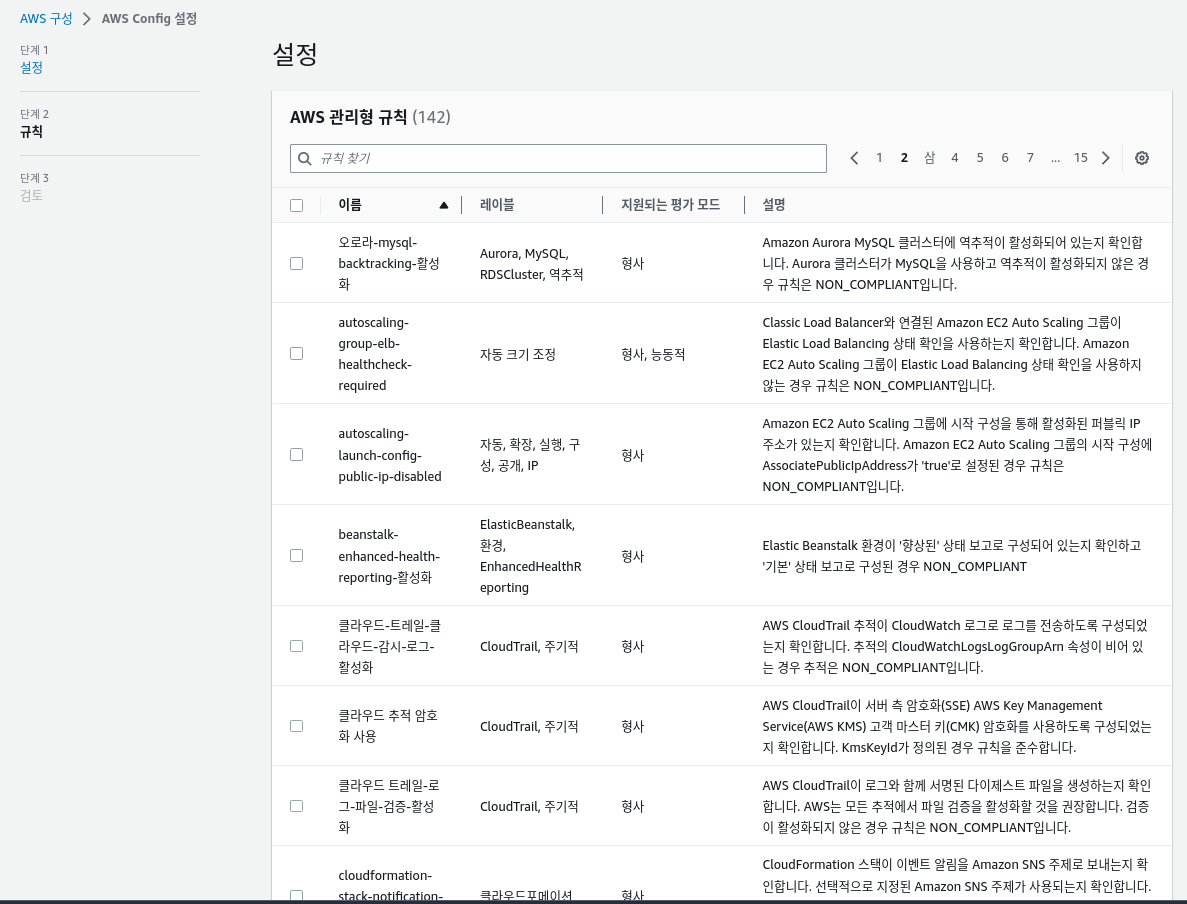 AWS 구성 > AWS Config 설정
단계 1
설정
단계 2
규칙
단계 3
검토
설정
AWS 관리형 규칙 (142)
규칙 찾기
1 2 삼 4 5 6 7 ... 15
이름 레이블 지원되는 평가 모드 설명
오로라-mysql-
backtracking-활성
화
Aurora, MySQL,
RDSCluster, 역추적
형사
Amazon Aurora MySQL 클러스터에 역추적이 활성화되어 있는지 확인합
니다. Aurora 클러스터가 MySQL을 사용하고 역추적이 활성화되지 않은 경
우 규칙은 NON_COMPLIANT입니다.
autoscaling-
group-elb-
healthcheck-
required
자동 크기 조정
형사, 능동적
Classic Load Balancer와 연결된 Amazon EC2 Auto Scaling 그룹이
Elastic Load Balancing 상태 확인을 사용하는지 확인합니다. Amazon
EC2 Auto Scaling 그룹이 Elastic Load Balancing 상태 확인을 사용하지
않는 경우 규칙은 NON_COMPLIANT입니다.
autoscaling-
launch-config-
public-ip-disabled
자동, 확장, 실행, 구
성, 공개, IP
형사
Amazon EC2 Auto Scaling 그룹에 시작 구성을 통해 활성화된 퍼블릭 IP
주소가 있는지 확인합니다. Amazon EC2 Auto Scaling 그룹의 시작 구성에
AssociatePublicIpAddress가 'true'로 설정된 경우 규칙은
NON_COMPLIANT입니다.
beanstalk-
enhanced-health-
reporting-활성화
ElasticBeanstalk,
환경,
EnhancedHealthR
eporting
형사
Elastic Beanstalk 환경이 '향상된' 상태 보고로 구성되어 있는지 확인하고
'기본' 상태 보고로 구성된 경우 NON_COMPLIANT
클라우드-트레일-클
라우드-감시-로그-
활성화
CloudTrail, 주기적
형사
AWS CloudTrail 추적이 CloudWatch 로그로 로그를 전송하도록 구성되었
는지 확인합니다. 추적의 CloudWatchLogsLogGroupArn 속성이 비어 있
는 경우 추적은 NON_COMPLIANT입니다.
클라우드 추적 암호
화 사용
CloudTrail, 주기적
형사
AWS CloudTrail이 서버 측 암호화(SSE) AWS Key Management
Service(AWS KMS) 고객 마스터 키(CMK) 암호화를 사용하도록 구성되었는
지 확인합니다. KmsKeyId가 정의된 경우 규칙을 준수합니다.
클라우드 트레일-로
그-파일-검증-활성
화
CloudTrail, 주기적
형사
AWS CloudTrail이 로그와 함께 서명된 다이제스트 파일을 생성하는지 확인
합니다. AWS는 모든 추적에서 파일 검증을 활성화할 것을 권장합니다. 검증
이 활성화되지 않은 경우 규칙은 NON_COMPLIANT입니다.
cloudformation-
stack-notification-
클라우드포메이션
형사
CloudFormation 스택이 이벤트 알림을 Amazon SNS 주제로 보내는지 확
인합니다. 선택적으로 지정된 Amazon SNS 주제가 사용되는지 확인합니다.